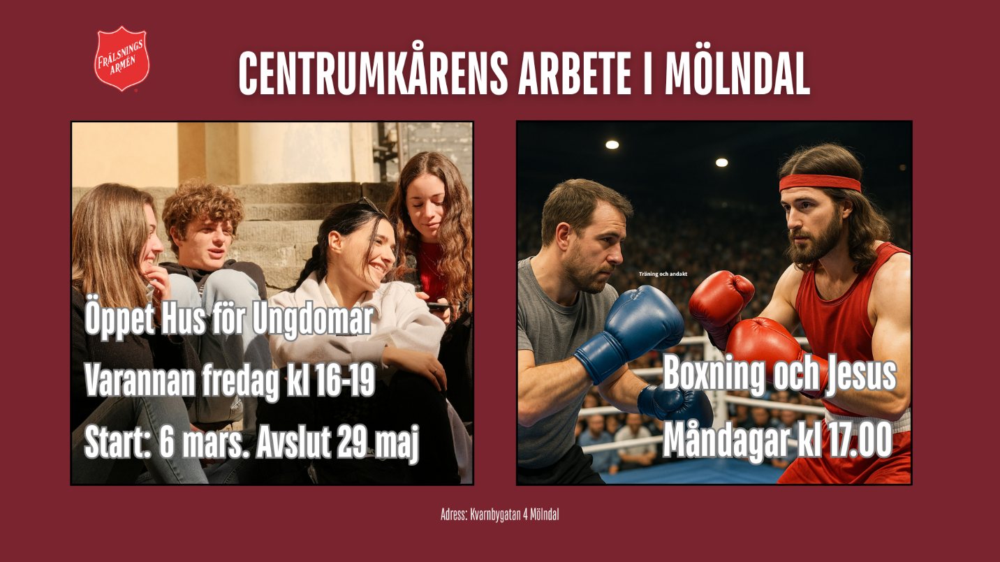 FRÄLSNINGS
ARMÉN
CENTRUMKÅRENS ARBETE I MÖLNDAL
Öppet Hus för Ungdomar
Varannan fredag kl 16-19
Start: 6 mars. Avslut 29 maj
Träning och andakt
Boxning och Jesus
Måndagar kl 17.00
Adress: Kvarnbygatan 4 Mölndal